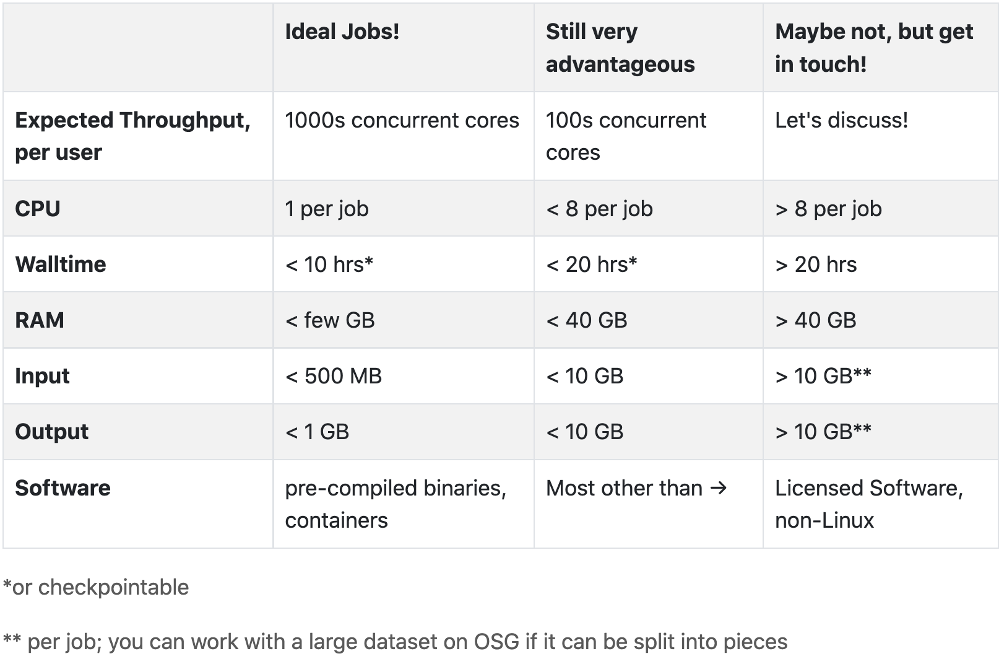 Ideal Jobs!
Still very
advantageous
Maybe not, but get
in touch!
Expected Throughput,
per user
1000s concurrent cores
100s concurrent
cores
Let's discuss!
CPU
1 per job
< 8 per job
> 8 per job
Walltime
< 10 hrs*
< 20 hrs*
> 20 hrs
RAM
< few GB
< 40 GB
> 40 GB
Input
< 500 MB
< 10 GB
> 10 GB**
Output
< 1 GB
< 10 GB
> 10 GB**
Software
pre-compiled binaries,
containers
Most other than →
Licensed Software,
non-Linux
*or checkpointable
** per job; you can work with a large dataset on OSG if it can be split into pieces